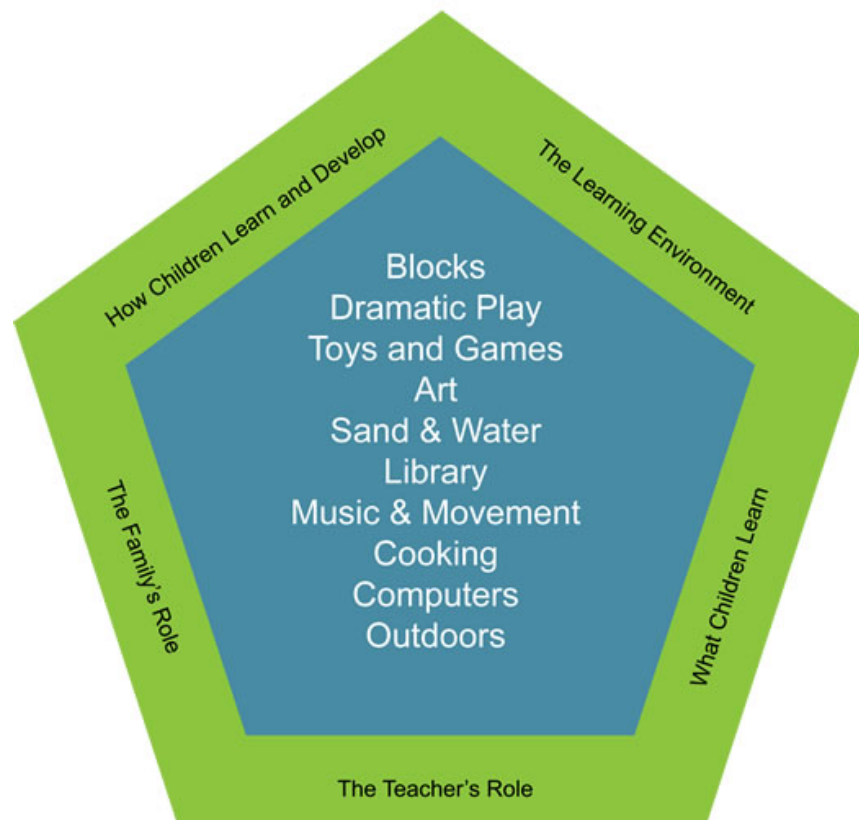 How Children Learn and Develop
The Learning Environment
Blocks
Dramatic Play
Toys and Games
Art
Sand & Water
Library
Music & Movement
Cooking
Computers
Outdoors
The Family's Role
What Children Learn
The Teacher's Role